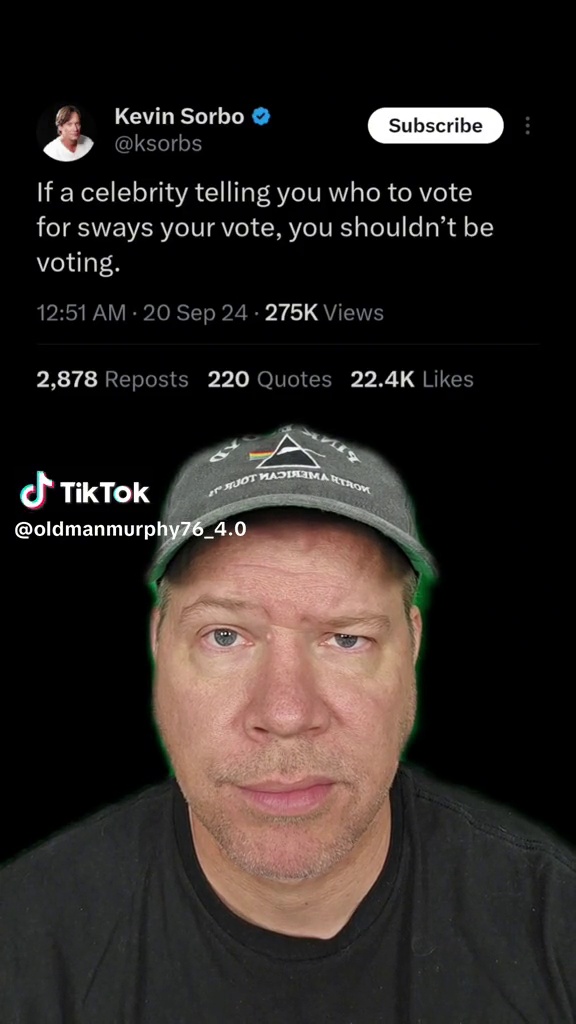 Kevin Sorbo
Subscribe
@ksorbs
If a celebrity telling you who to vote
for sways your vote, you shouldn’t be
voting.
12:51 AM · 20 Sep 24 · 275K Views
2,878 Reposts 220 Quotes 22.4K Likes
PINK FLOYD
NORTH AMERICAN TOUR
TikTok
@oldmanmurphy76_4.0